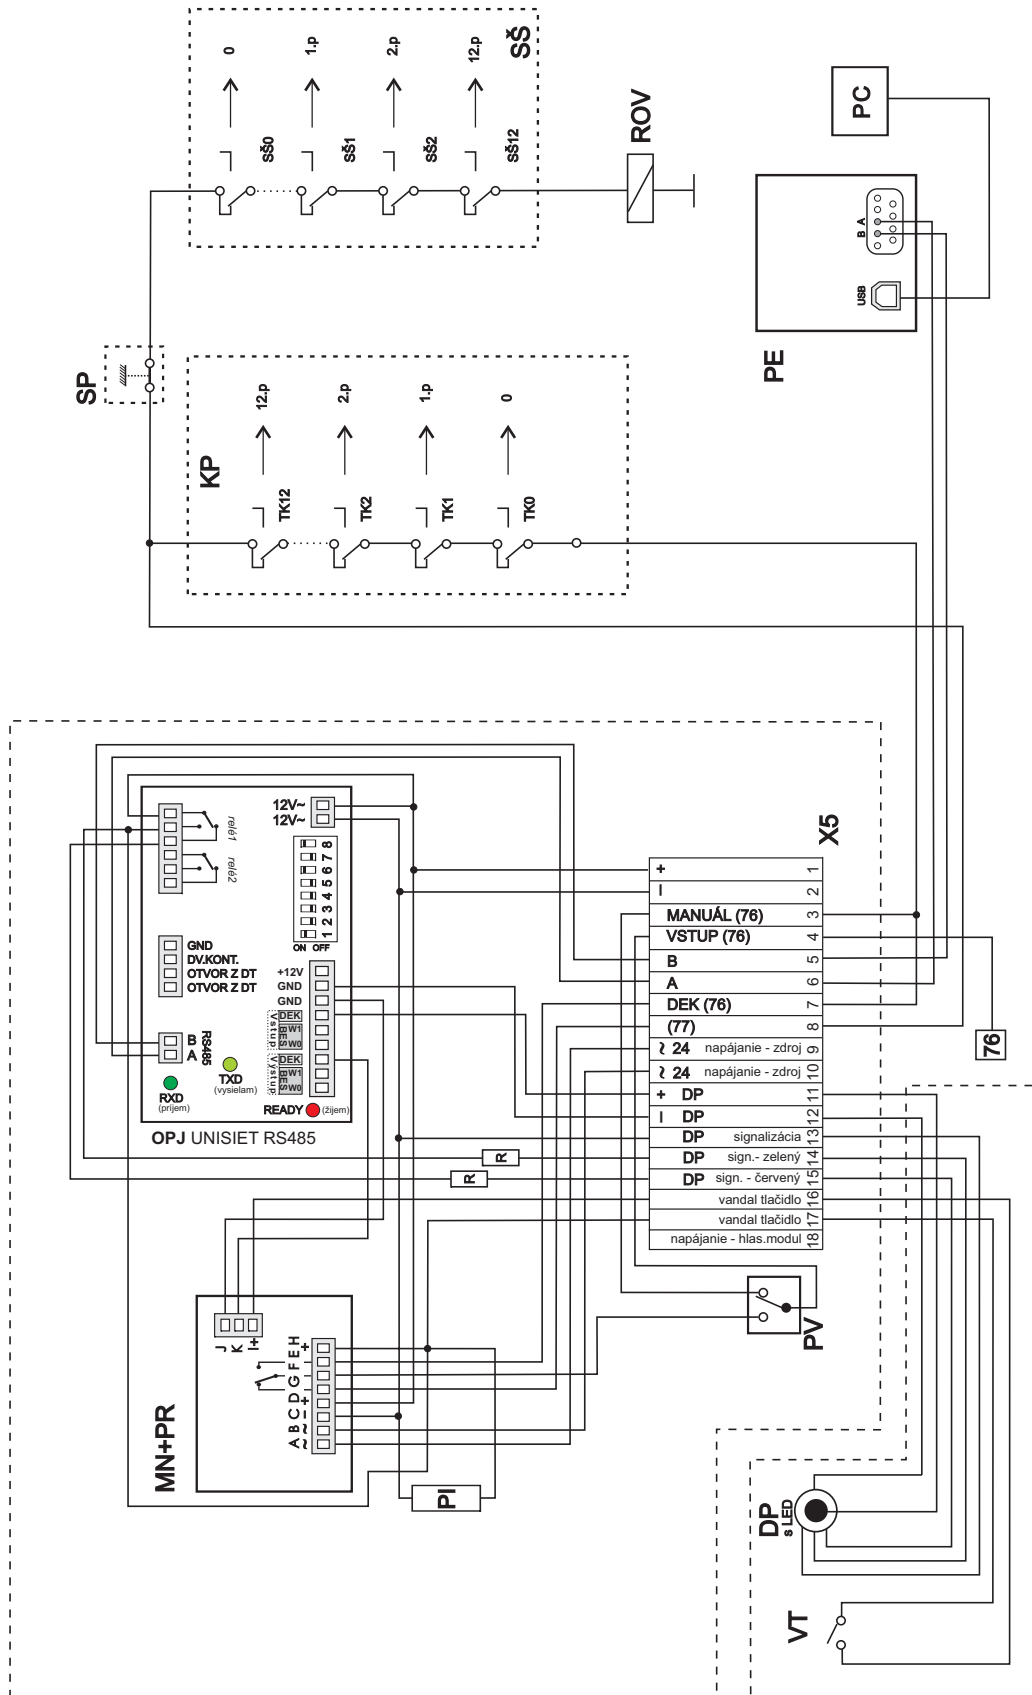 0
1.p
2.p
12.p
SŠ
SŠ0
SŠ1
SŠ2
SŠ12
ROV
PC
A
B
USB
PE
SP
KP
12.p
2.p
1.p
0
TK12
TK2
TK1
TK0
relé1
relé2
12V~
12V~
1 2 3 4 5 6 7 8
ON OFF
GND
DV.KONT.
OTVOR Z DT
OTVOR Z DT
+12V
GND
GND
Vstup
DEK
BES
W1
W0
Výstup
DEK
BES
W1
W0
B
A
RS485
TXD
(vysielam)
RXD
(príjem)
READY
(žijem)
OPJ UNISIET RS485
X5
+ 1
I 2
MANUÁL (76) 3
VSTUP (76) 4
B 5
A 6
DEK (76) 7
(77) 8
~ 24 napájanie - zdroj 9
~ 24 napájanie - zdroj 10
+ DP 11
I DP 12
DP signalizácia 13
DP sign.- zelený 14
DP sign. - červený 15
vandal tlačidlo 16
vandal tlačidlo 17
napájanie - hlas.modul 18
76
R
R
J
K
I+
MN+PR
A B C D G F E H
~ ~ − + − − +
PI
PV
DP
s LED
VT